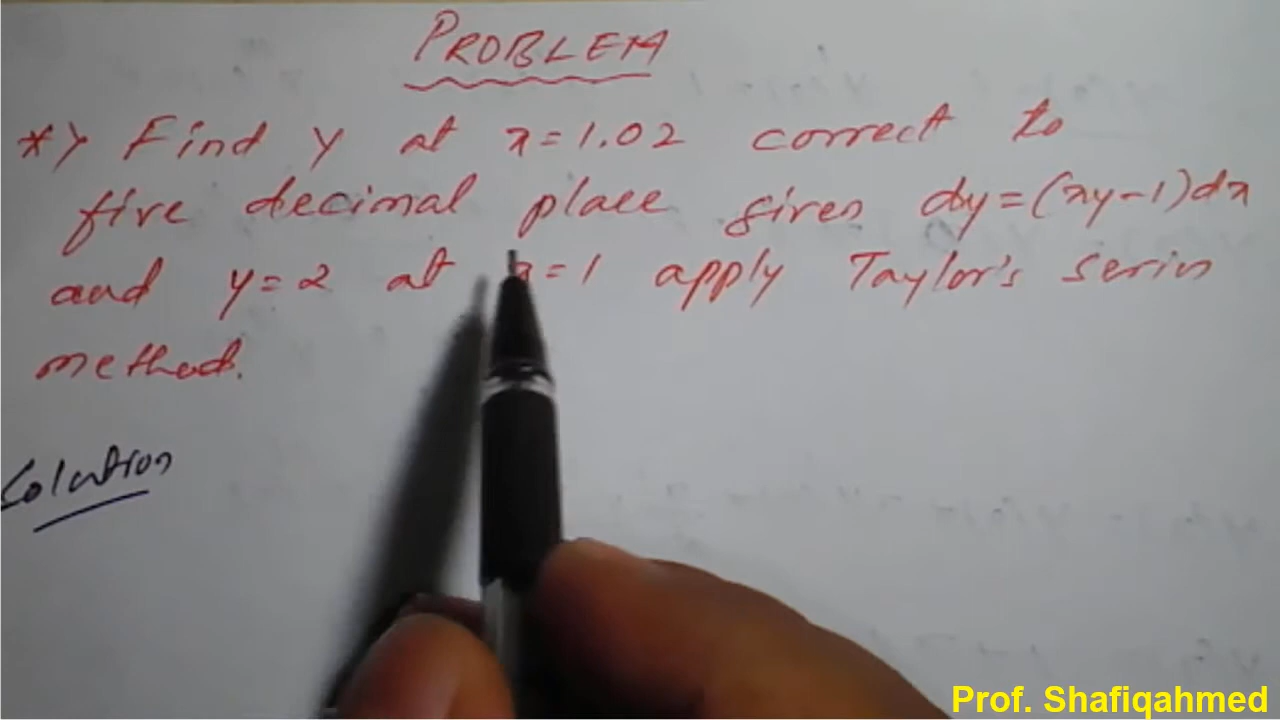 PROBLEM
*> Find y at x=1.02 correct to
five decimal place given dy=(xy-1)dx
and y=2 at x=1 apply Taylor's series
method.
Solution
Prof. Shafiqahmed